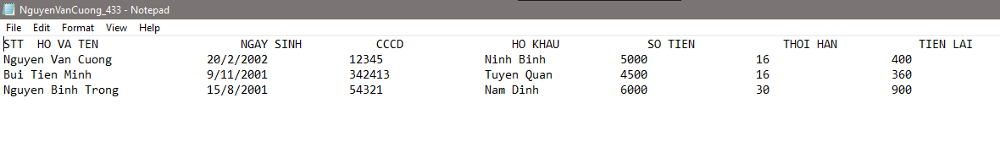 NguyenVanCuong_433 - Notepad
File Edit Format View Help
STT HO VA TEN NGAY SINH CCCD HO KHAU SO TIEN THOI HAN TIEN LAI
Nguyen Van Cuong 20/2/2002 12345 Ninh Binh 5000 16 400
Bui Tien Minh 9/11/2001 342413 Tuyen Quan 4500 16 360
Nguyen Binh Trong 15/8/2001 54321 Nam Dinh 6000 30 900